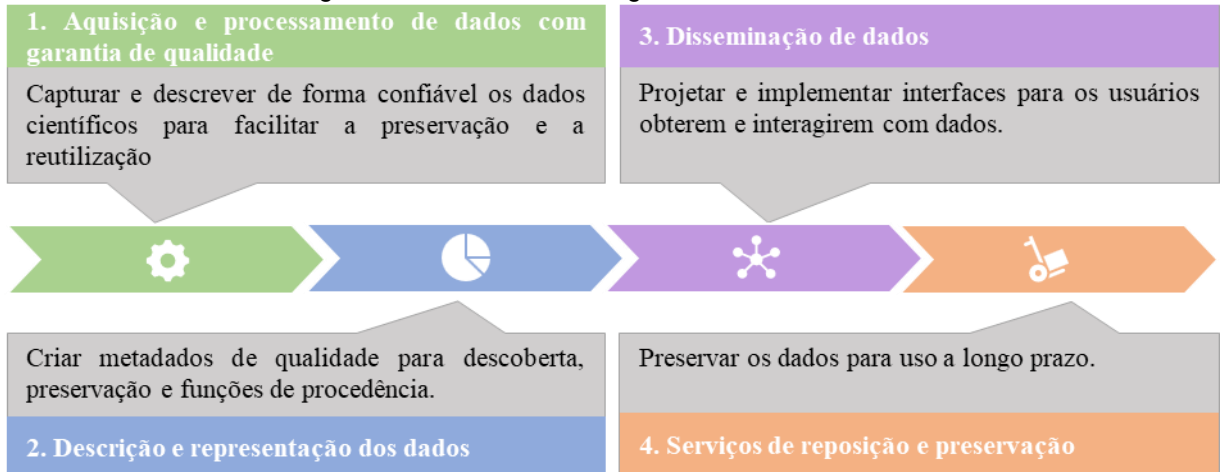 1. Aquisição e processamento de dados com
garantia de qualidade
Capturar e descrever de forma confiável os dados
científicos para facilitar a preservação e a
reutilização
3. Disseminação de dados
Projetar e implementar interfaces para os usuários
obterem e interagirem com dados.
Criar metadados de qualidade para descoberta,
preservação e funções de procedência.
2. Descrição e representação dos dados
Preservar os dados para uso a longo prazo.
4. Serviços de reposição e preservação